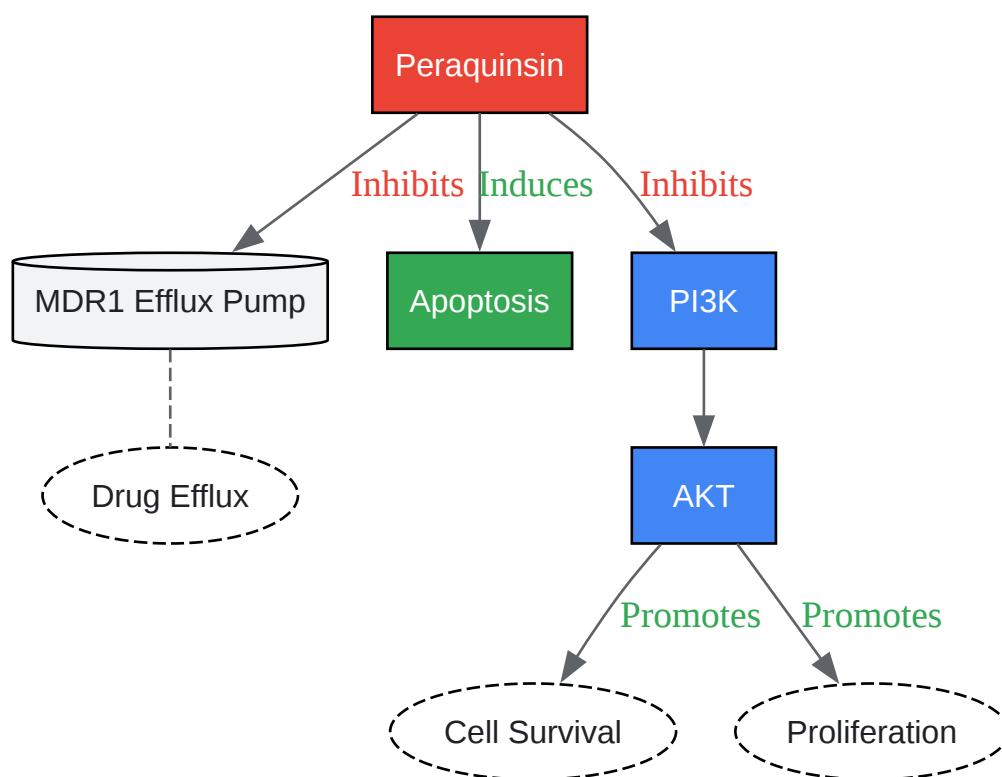 Peraquinsin
Inhibits
Induces
Inhibits
MDR1 Efflux Pump
Apoptosis
PI3K
Drug Efflux
AKT
Promotes
Promotes
Cell Survival
Proliferation